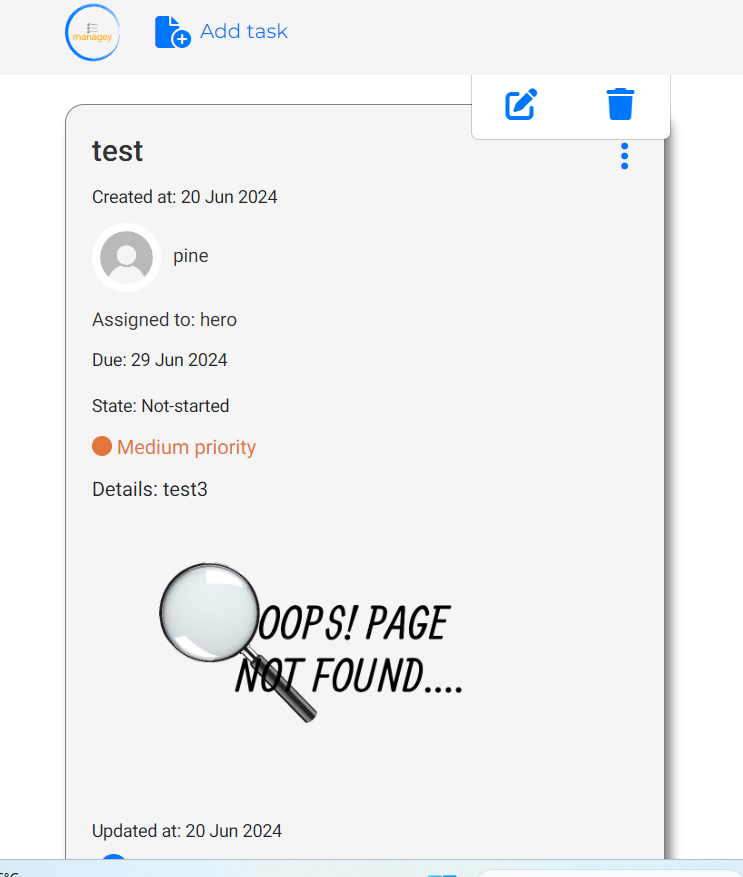 managey
Add task
test
Created at: 20 Jun 2024
pine
Assigned to: hero
Due: 29 Jun 2024
State: Not-started
Medium priority
Details: test3
OOPS! PAGE
NOT FOUND....
Updated at: 20 Jun 2024